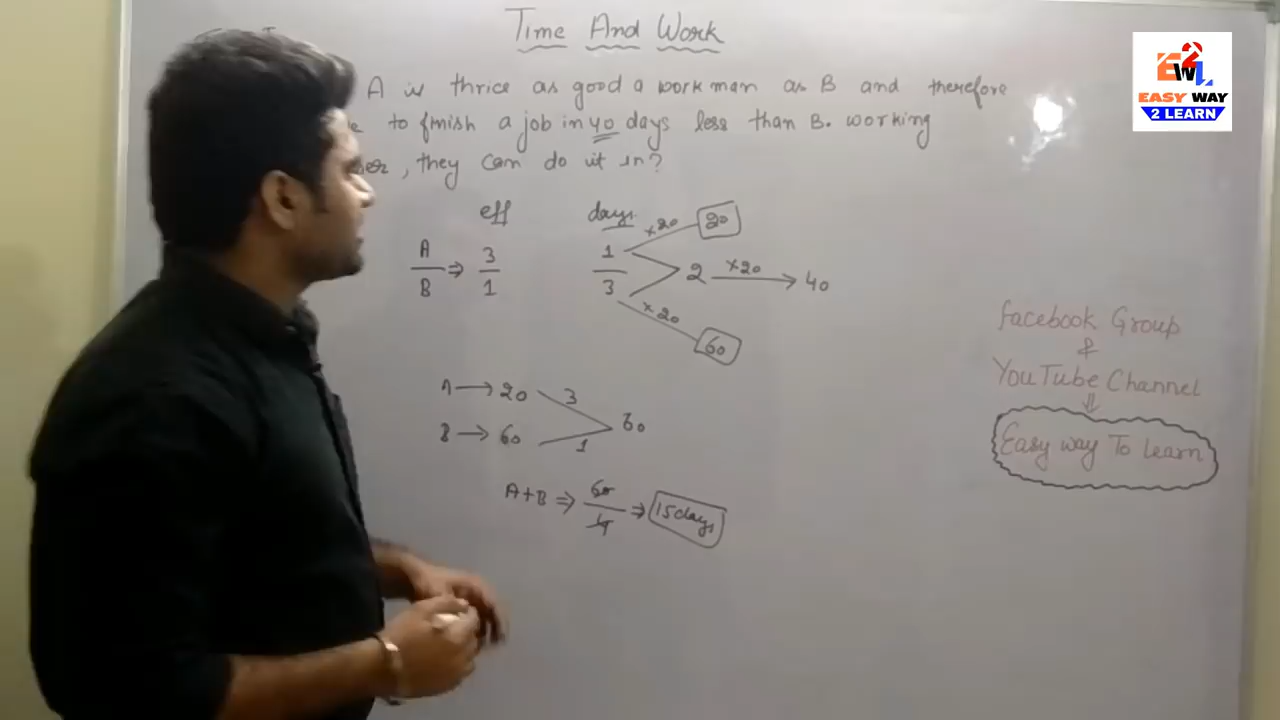 Time And Work
A is thrice as good a workman as B and therefore
to finish a job in 40 days less than B. working
, they can do it in?
eff days
A/B ⇒ 3/1 1/3
×20 20
2 ×20 → 40
×20 60
A → 20 3
B → 60 1
60
A+B ⇒ 60/4 ⇒ 15 days
facebook Group
&
YouTube Channel
⇓
Easy way To Learn
E2WL
EASY WAY
2 LEARN